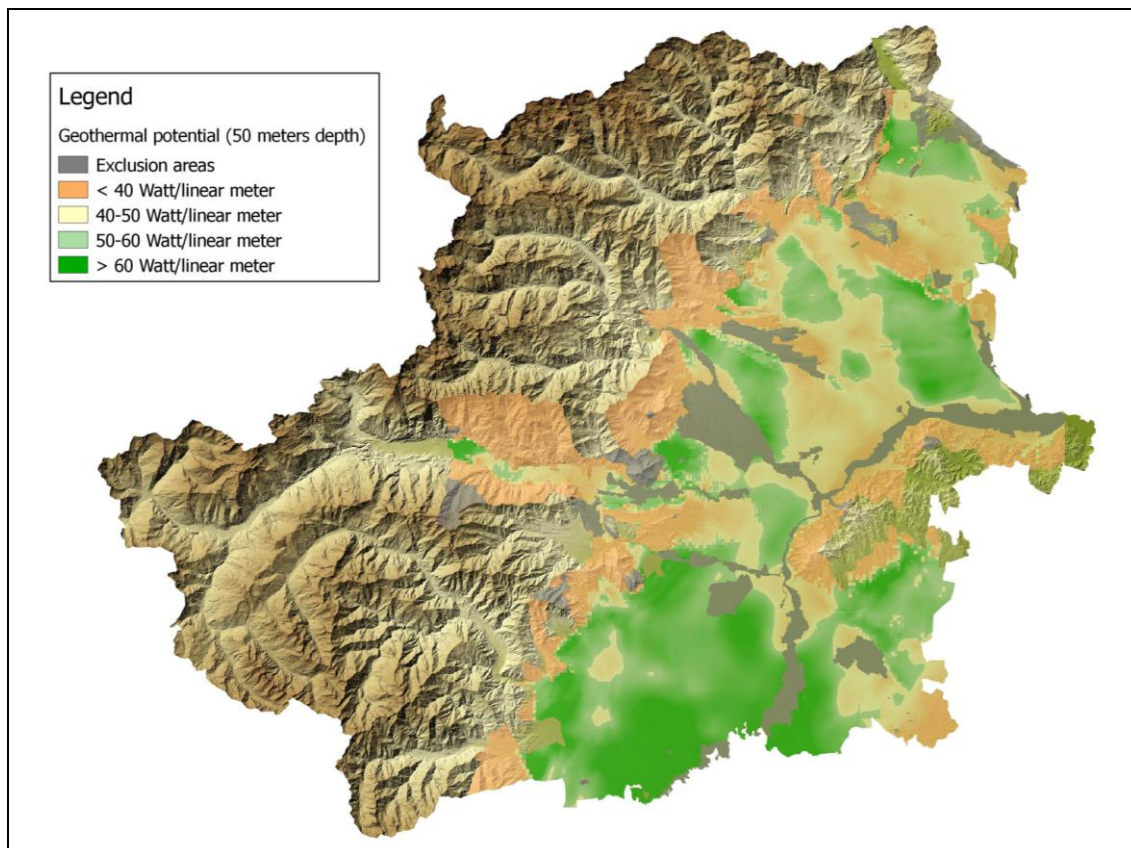 Legend
Geothermal potential (50 meters depth)
Exclusion areas
< 40 Watt/linear meter
40-50 Watt/linear meter
50-60 Watt/linear meter
> 60 Watt/linear meter